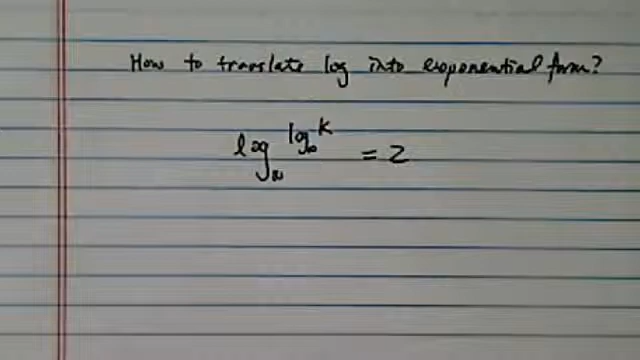 How to translate log into exponential form?
log log k = 2